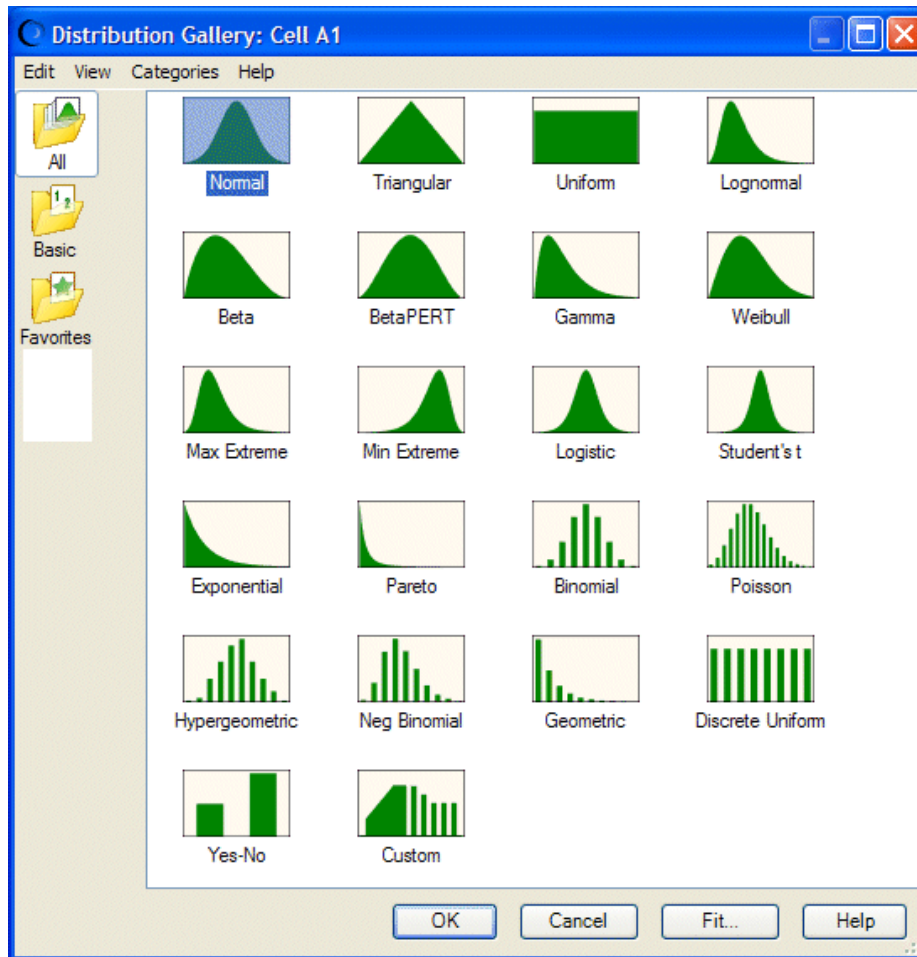 Distribution Gallery: Cell A1
Edit View Categories Help
All
Basic
Favorites
Normal Triangular Uniform Lognormal
Beta BetaPERT Gamma Weibull
Max Extreme Min Extreme Logistic Student's t
Exponential Pareto Binomial Poisson
Hypergeometric Neg Binomial Geometric Discrete Uniform
Yes-No Custom
OK Cancel Fit... Help